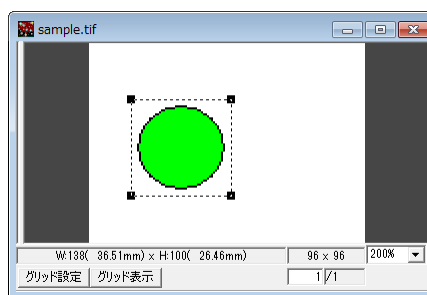 sample.tif
W:138( 36.51mm) × H:100( 26.46mm) 96 × 96 200%
グリッド設定 グリッド表示 1 /1